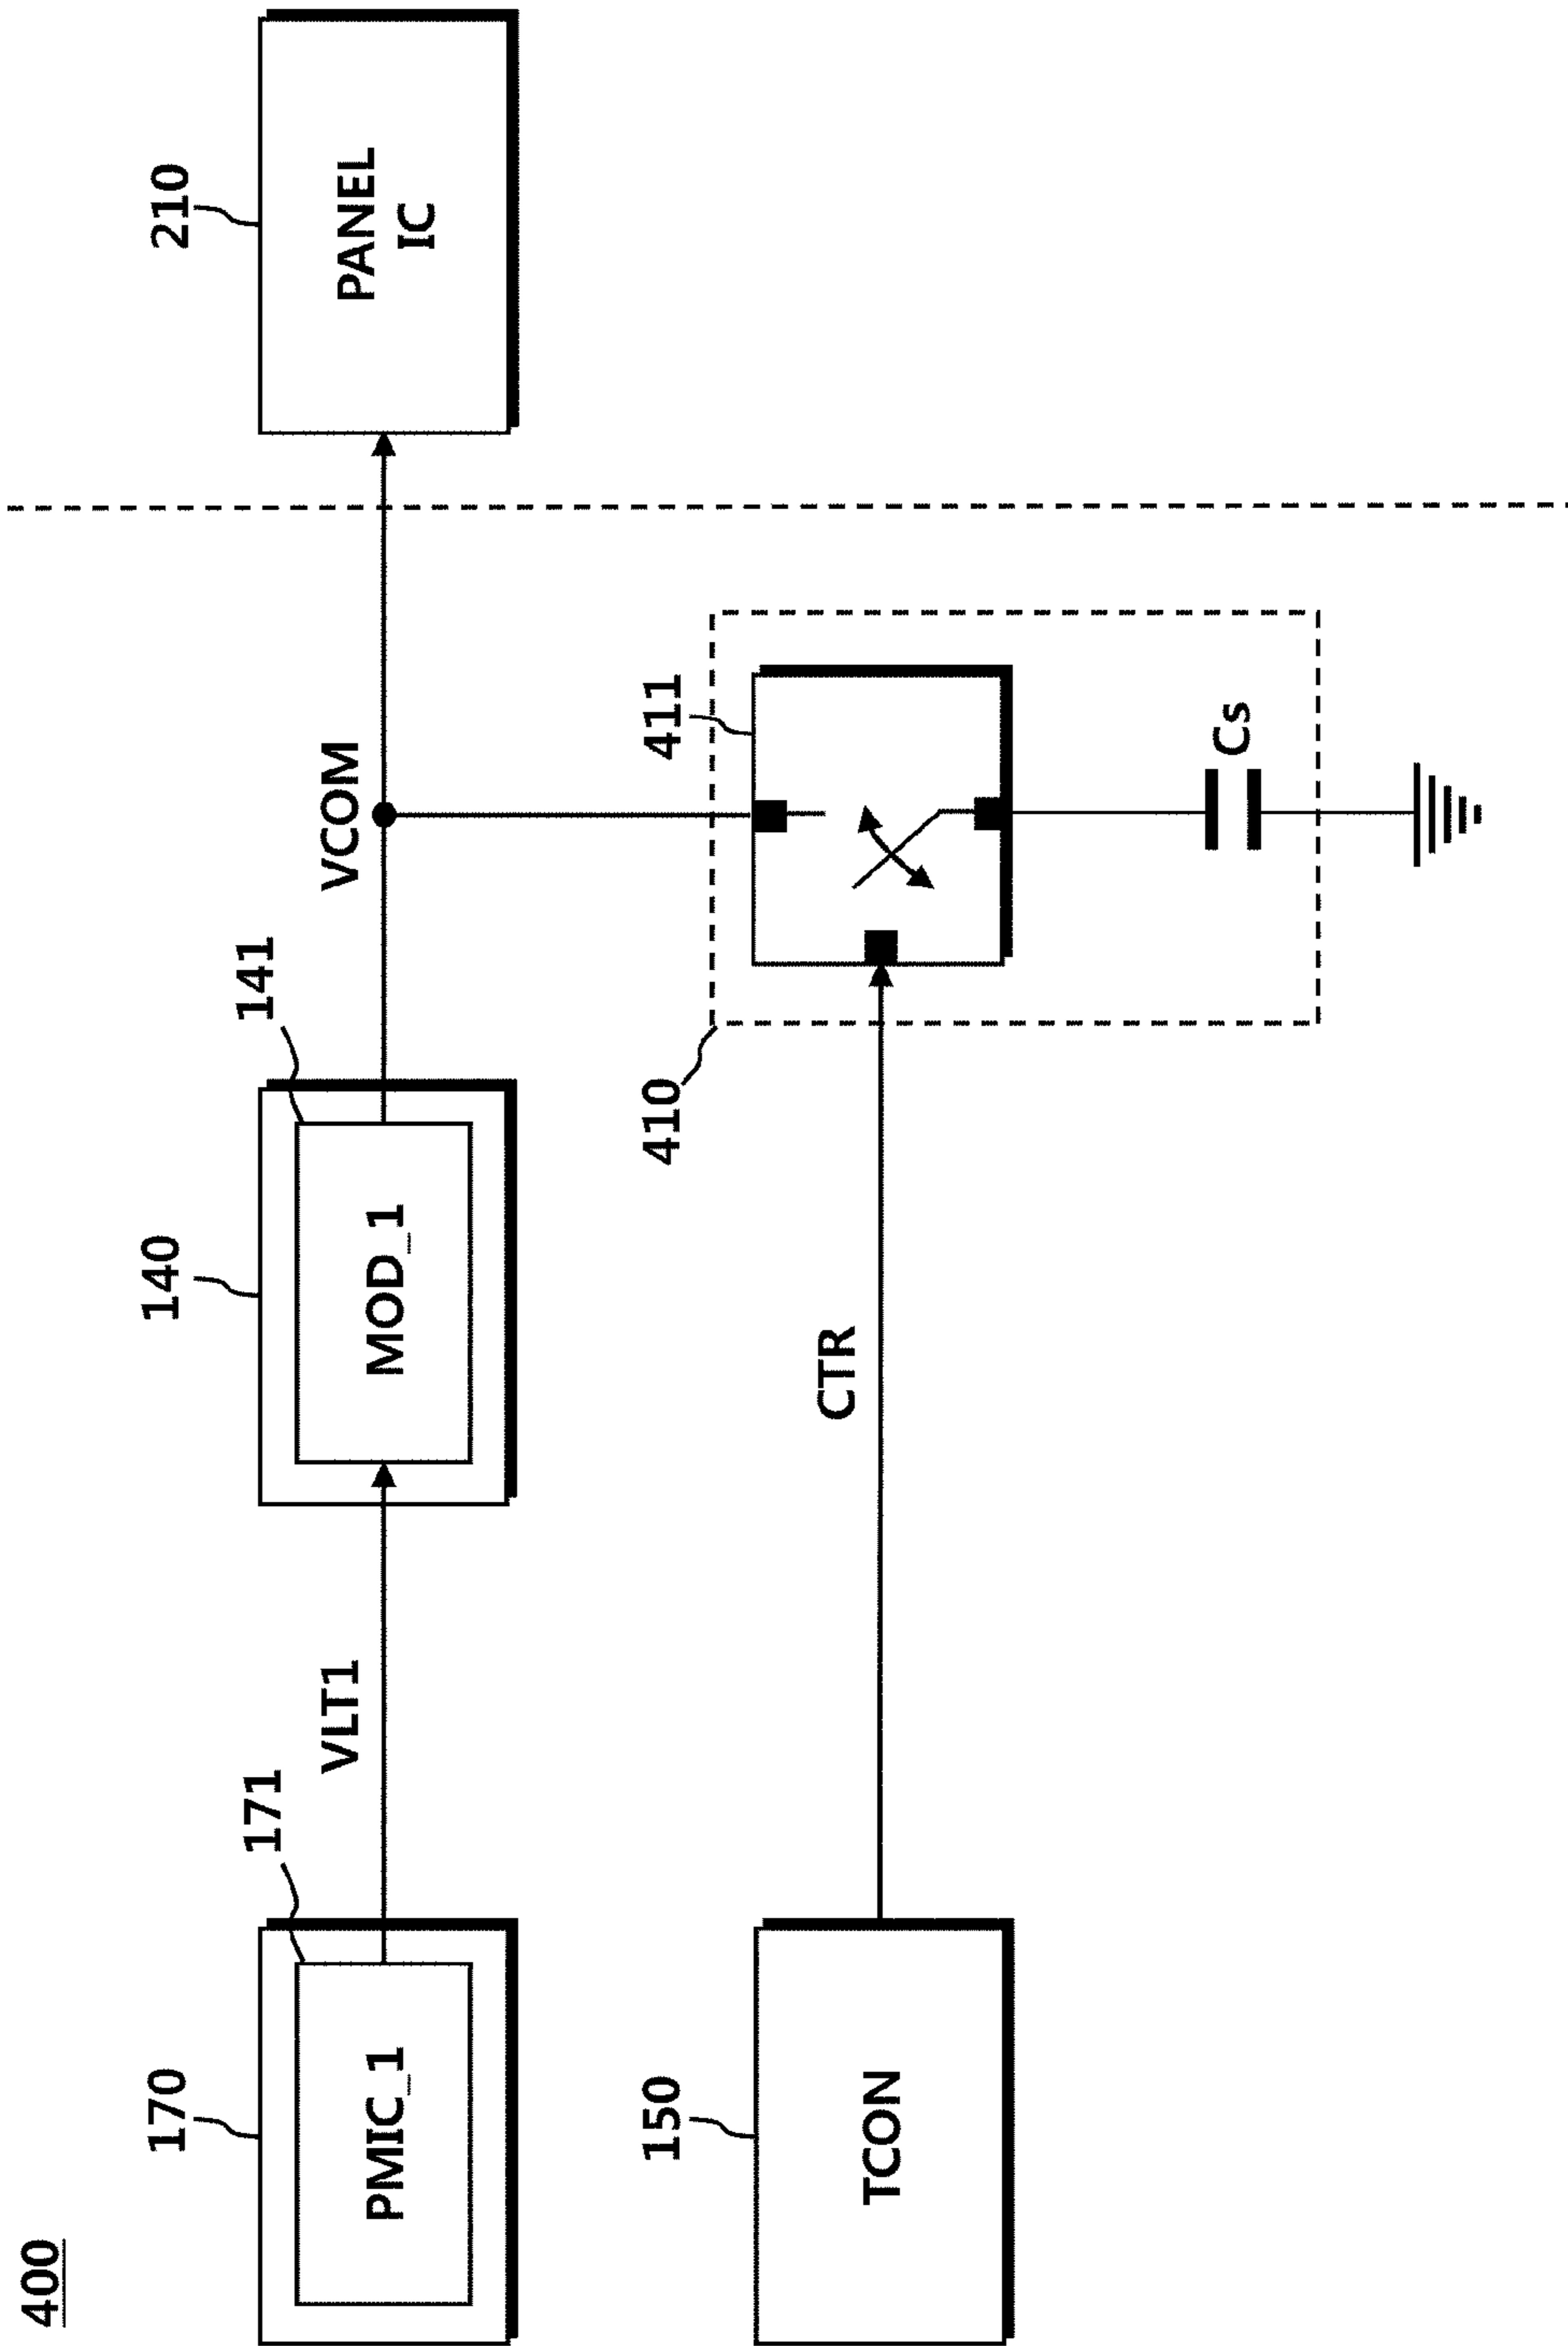 400
170
171
PMIC_1
VLT1
140
141
MOD_1
VCOM
210
PANEL
IC
150
TCON
CTR
410
411
Cs